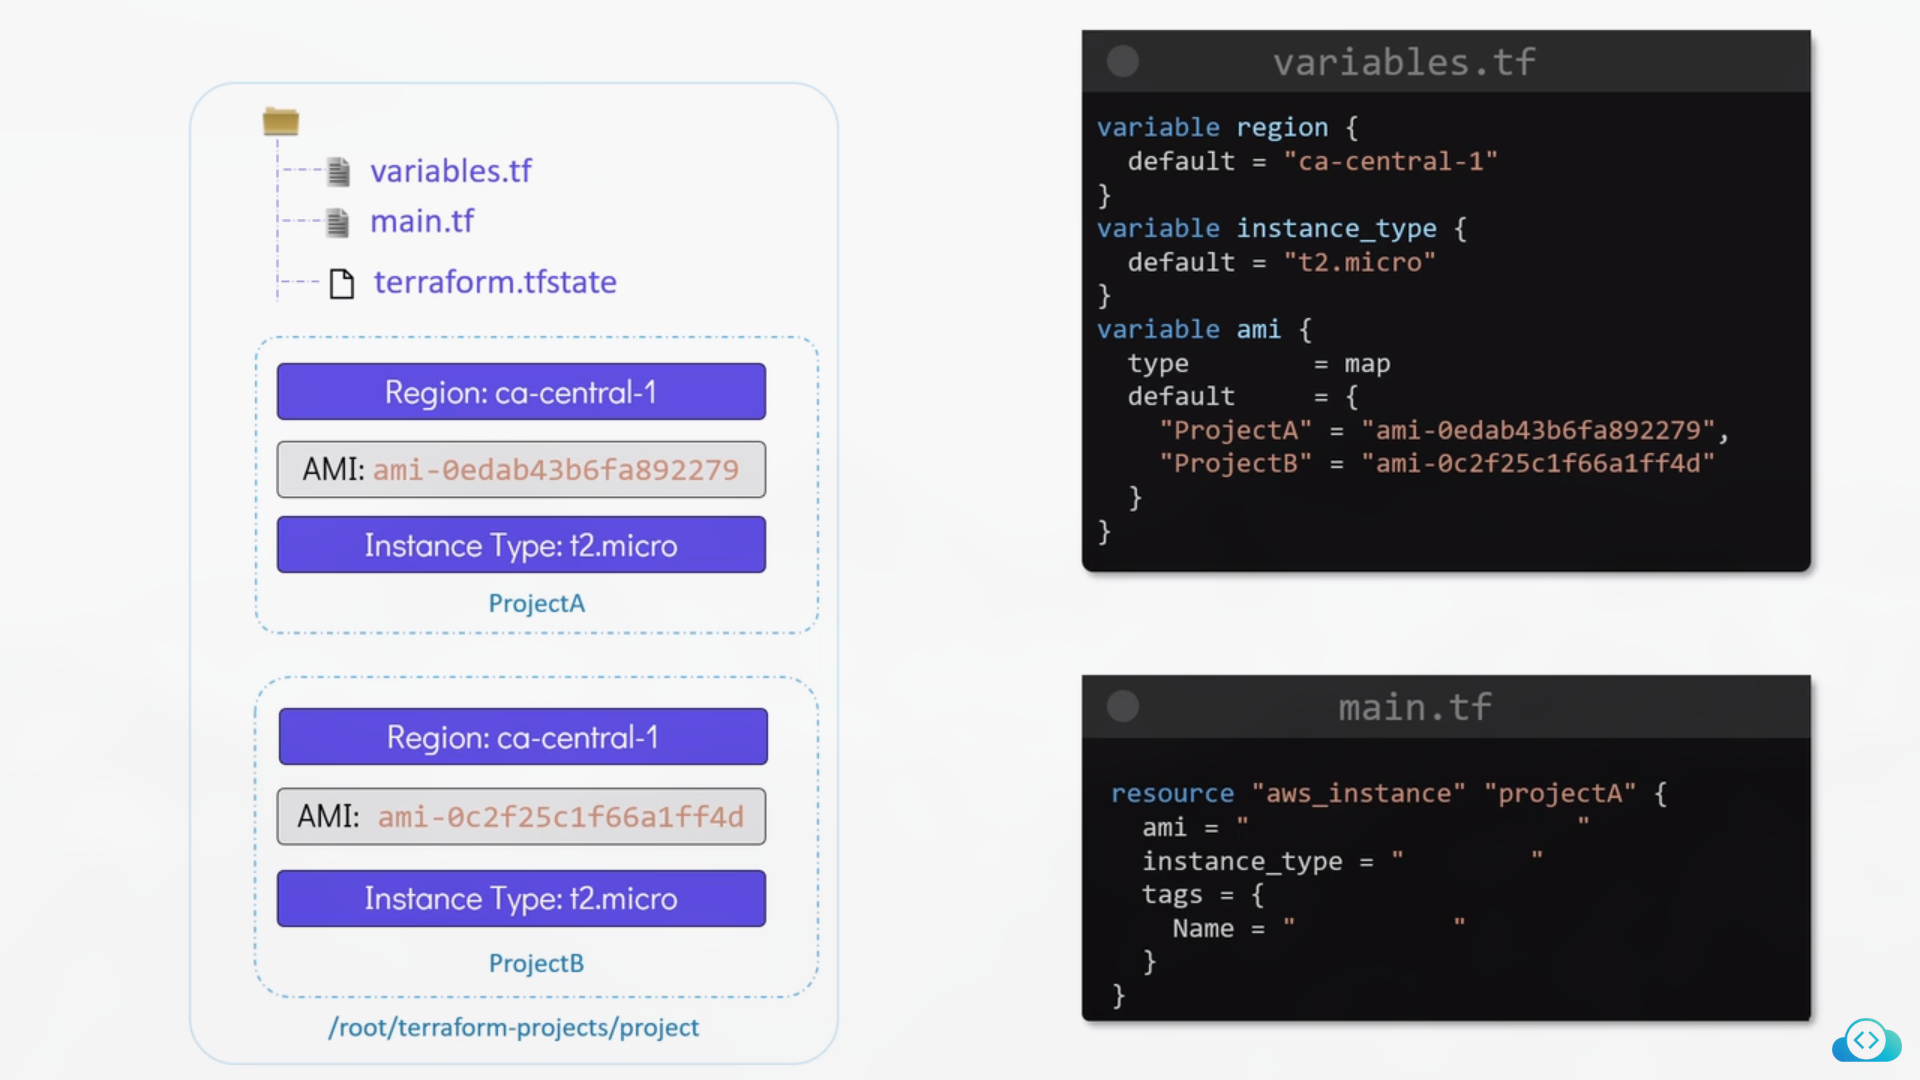 variables.tf
main.tf
terraform.tfstate
Region: ca-central-1
AMI: ami-0edab43b6fa892279
Instance Type: t2.micro
ProjectA
Region: ca-central-1
AMI: ami-0c2f25c1f66a1ff4d
Instance Type: t2.micro
ProjectB
/root/terraform-projects/project
variables.tf
variable region {
  default = "ca-central-1"
}
variable instance_type {
  default = "t2.micro"
}
variable ami {
  type        = map
  default     = {
    "ProjectA" = "ami-0edab43b6fa892279",
    "ProjectB" = "ami-0c2f25c1f66a1ff4d"
  }
}
main.tf
resource "aws_instance" "projectA" {
  ami = "                     "
  instance_type = "        "
  tags = {
    Name = "          "
  }
}